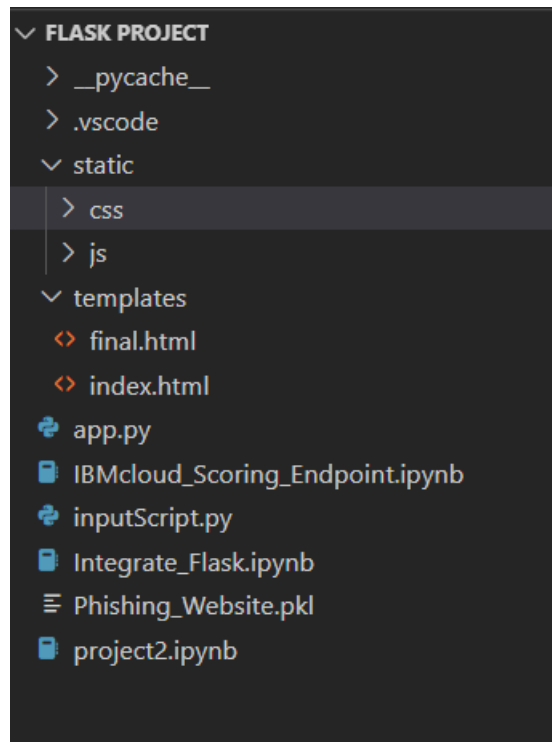 FLASK PROJECT
__pycache__
.vscode
static
css
js
templates
final.html
index.html
app.py
IBMcloud_Scoring_Endpoint.ipynb
inputScript.py
Integrate_Flask.ipynb
Phishing_Website.pkl
project2.ipynb